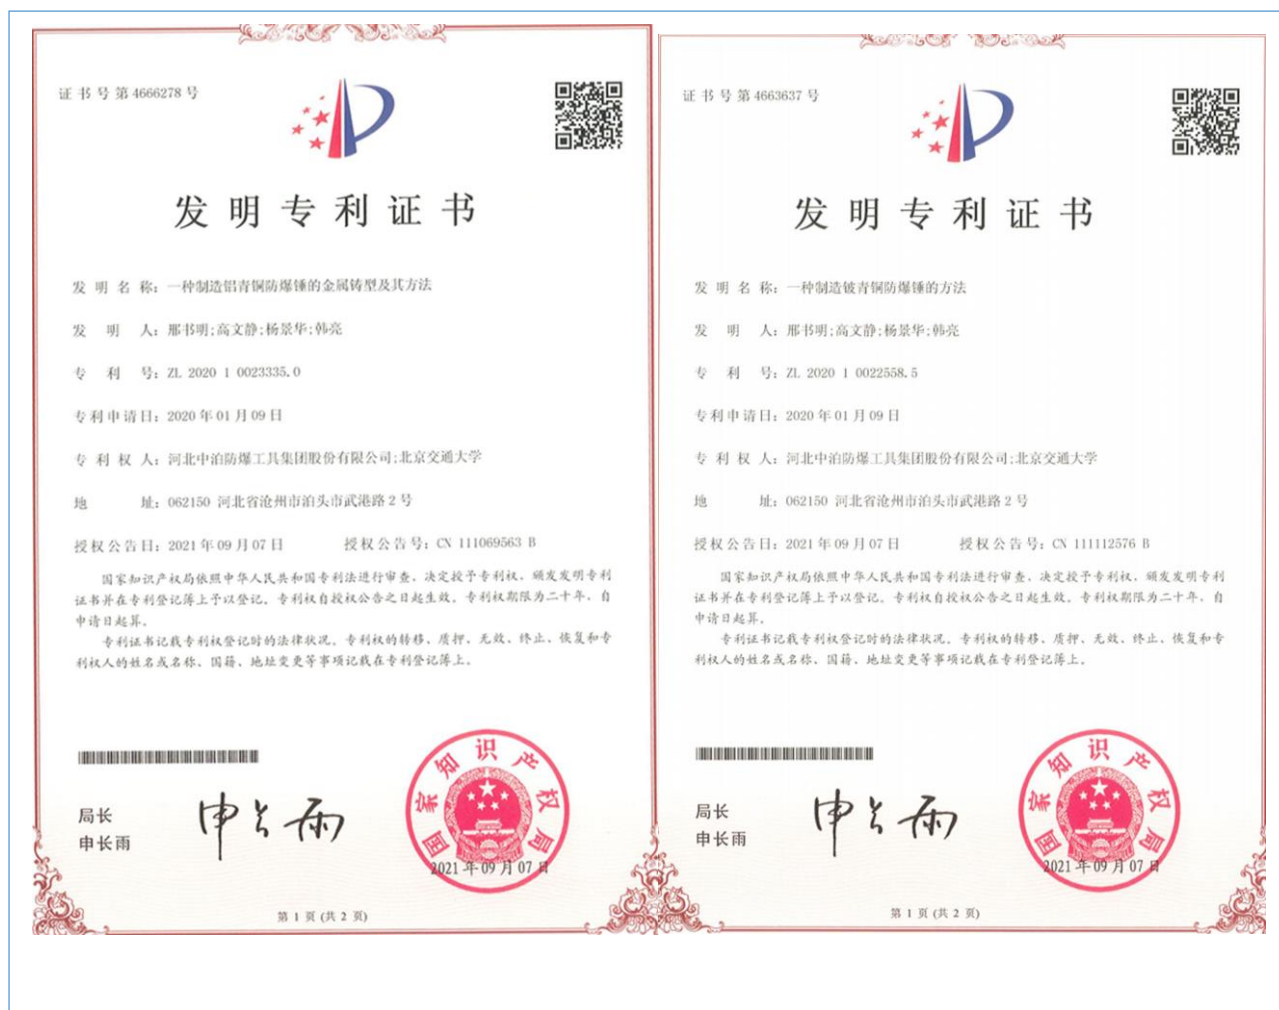 证书号第4666278号
发明专利证书
发明名称：一种制造铝青铜防爆锤的金属铸型及其方法
发明人：邢书明;高文静;杨景华;韩亮
专利号：ZL 2020 1 0023335.0
专利申请日：2020年01月09日
专利权人：河北中泊防爆工具集团股份有限公司;北京交通大学
地址：062150 河北省沧州市泊头市武港路2号
授权公告日：2021年09月07日 授权公告号：CN 111069563 B
国家知识产权局依照中华人民共和国专利法进行审查，决定授予专利权，颁发发明专利
证书并在专利登记簿上予以登记。专利权自授权公告之日起生效。专利权期限为二十年，自
申请日起算。
专利证书记载专利权登记时的法律状况。专利权的转移、质押、无效、终止、恢复和专
利权人的姓名或名称、国籍、地址变更等事项记载在专利登记簿上。
局长
申长雨
申长雨
国家知识产权局
2021年09月07日
第 1 页 (共 2 页)
证书号第4663637号
发明专利证书
发明名称：一种制造铍青铜防爆锤的方法
发明人：邢书明;高文静;杨景华;韩亮
专利号：ZL 2020 1 0022558.5
专利申请日：2020年01月09日
专利权人：河北中泊防爆工具集团股份有限公司;北京交通大学
地址：062150 河北省沧州市泊头市武港路2号
授权公告日：2021年09月07日 授权公告号：CN 111112576 B
国家知识产权局依照中华人民共和国专利法进行审查，决定授予专利权，颁发发明专利
证书并在专利登记簿上予以登记。专利权自授权公告之日起生效。专利权期限为二十年，自
申请日起算。
专利证书记载专利权登记时的法律状况。专利权的转移、质押、无效、终止、恢复和专
利权人的姓名或名称、国籍、地址变更等事项记载在专利登记簿上。
局长
申长雨
申长雨
国家知识产权局
2021年09月07日
第 1 页 (共 2 页)